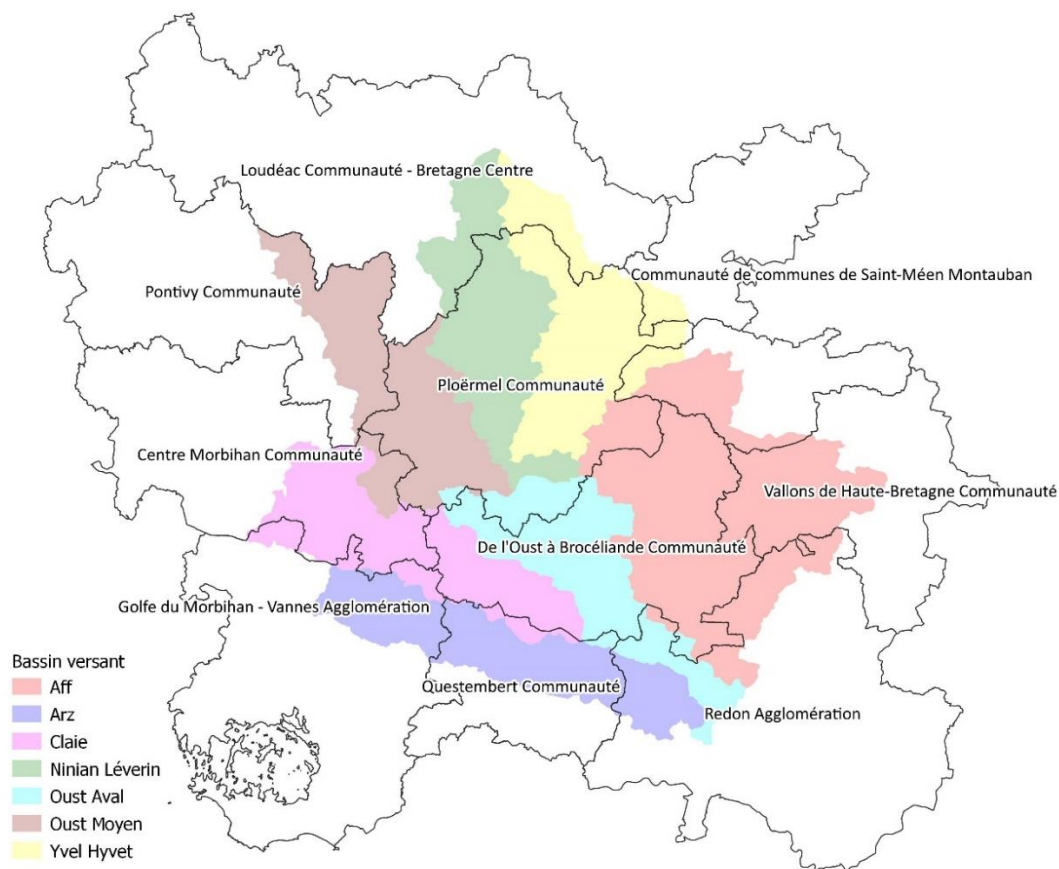 Loudéac Communauté - Bretagne Centre
Communauté de communes de Saint-Méen Montauban
Pontivy Communauté
Ploërmel Communauté
Centre Morbihan Communauté
Vallons de Haute-Bretagne Communauté
De l'Oust à Brocéliande Communauté
Golfe du Morbihan - Vannes Agglomération
Questembert Communauté
Redon Agglomération
Bassin versant
Aff
Arz
Claie
Ninian Léverin
Oust Aval
Oust Moyen
Yvel Hyvet